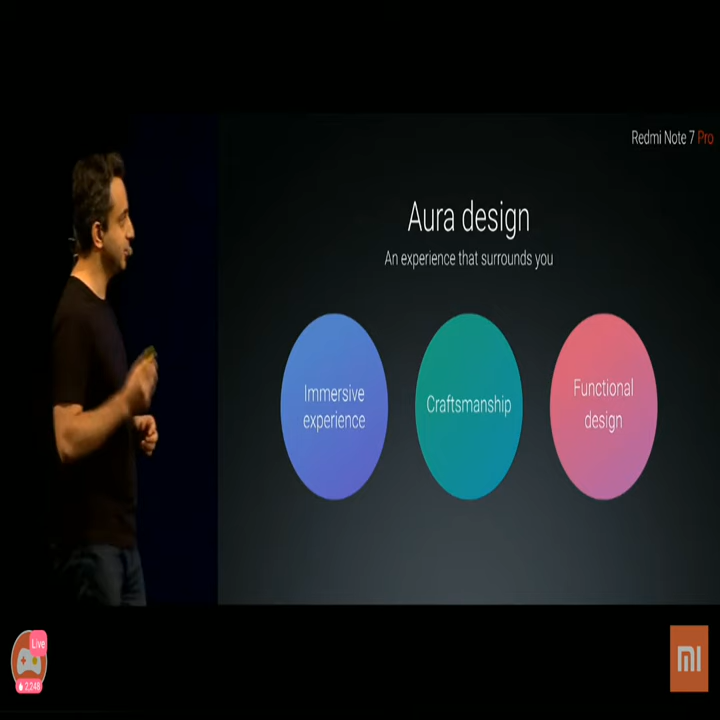 Redmi Note 7 Pro
Aura design
An experience that surrounds you
Immersive
experience
Craftsmanship
Functional
design
Live
2,248
MI